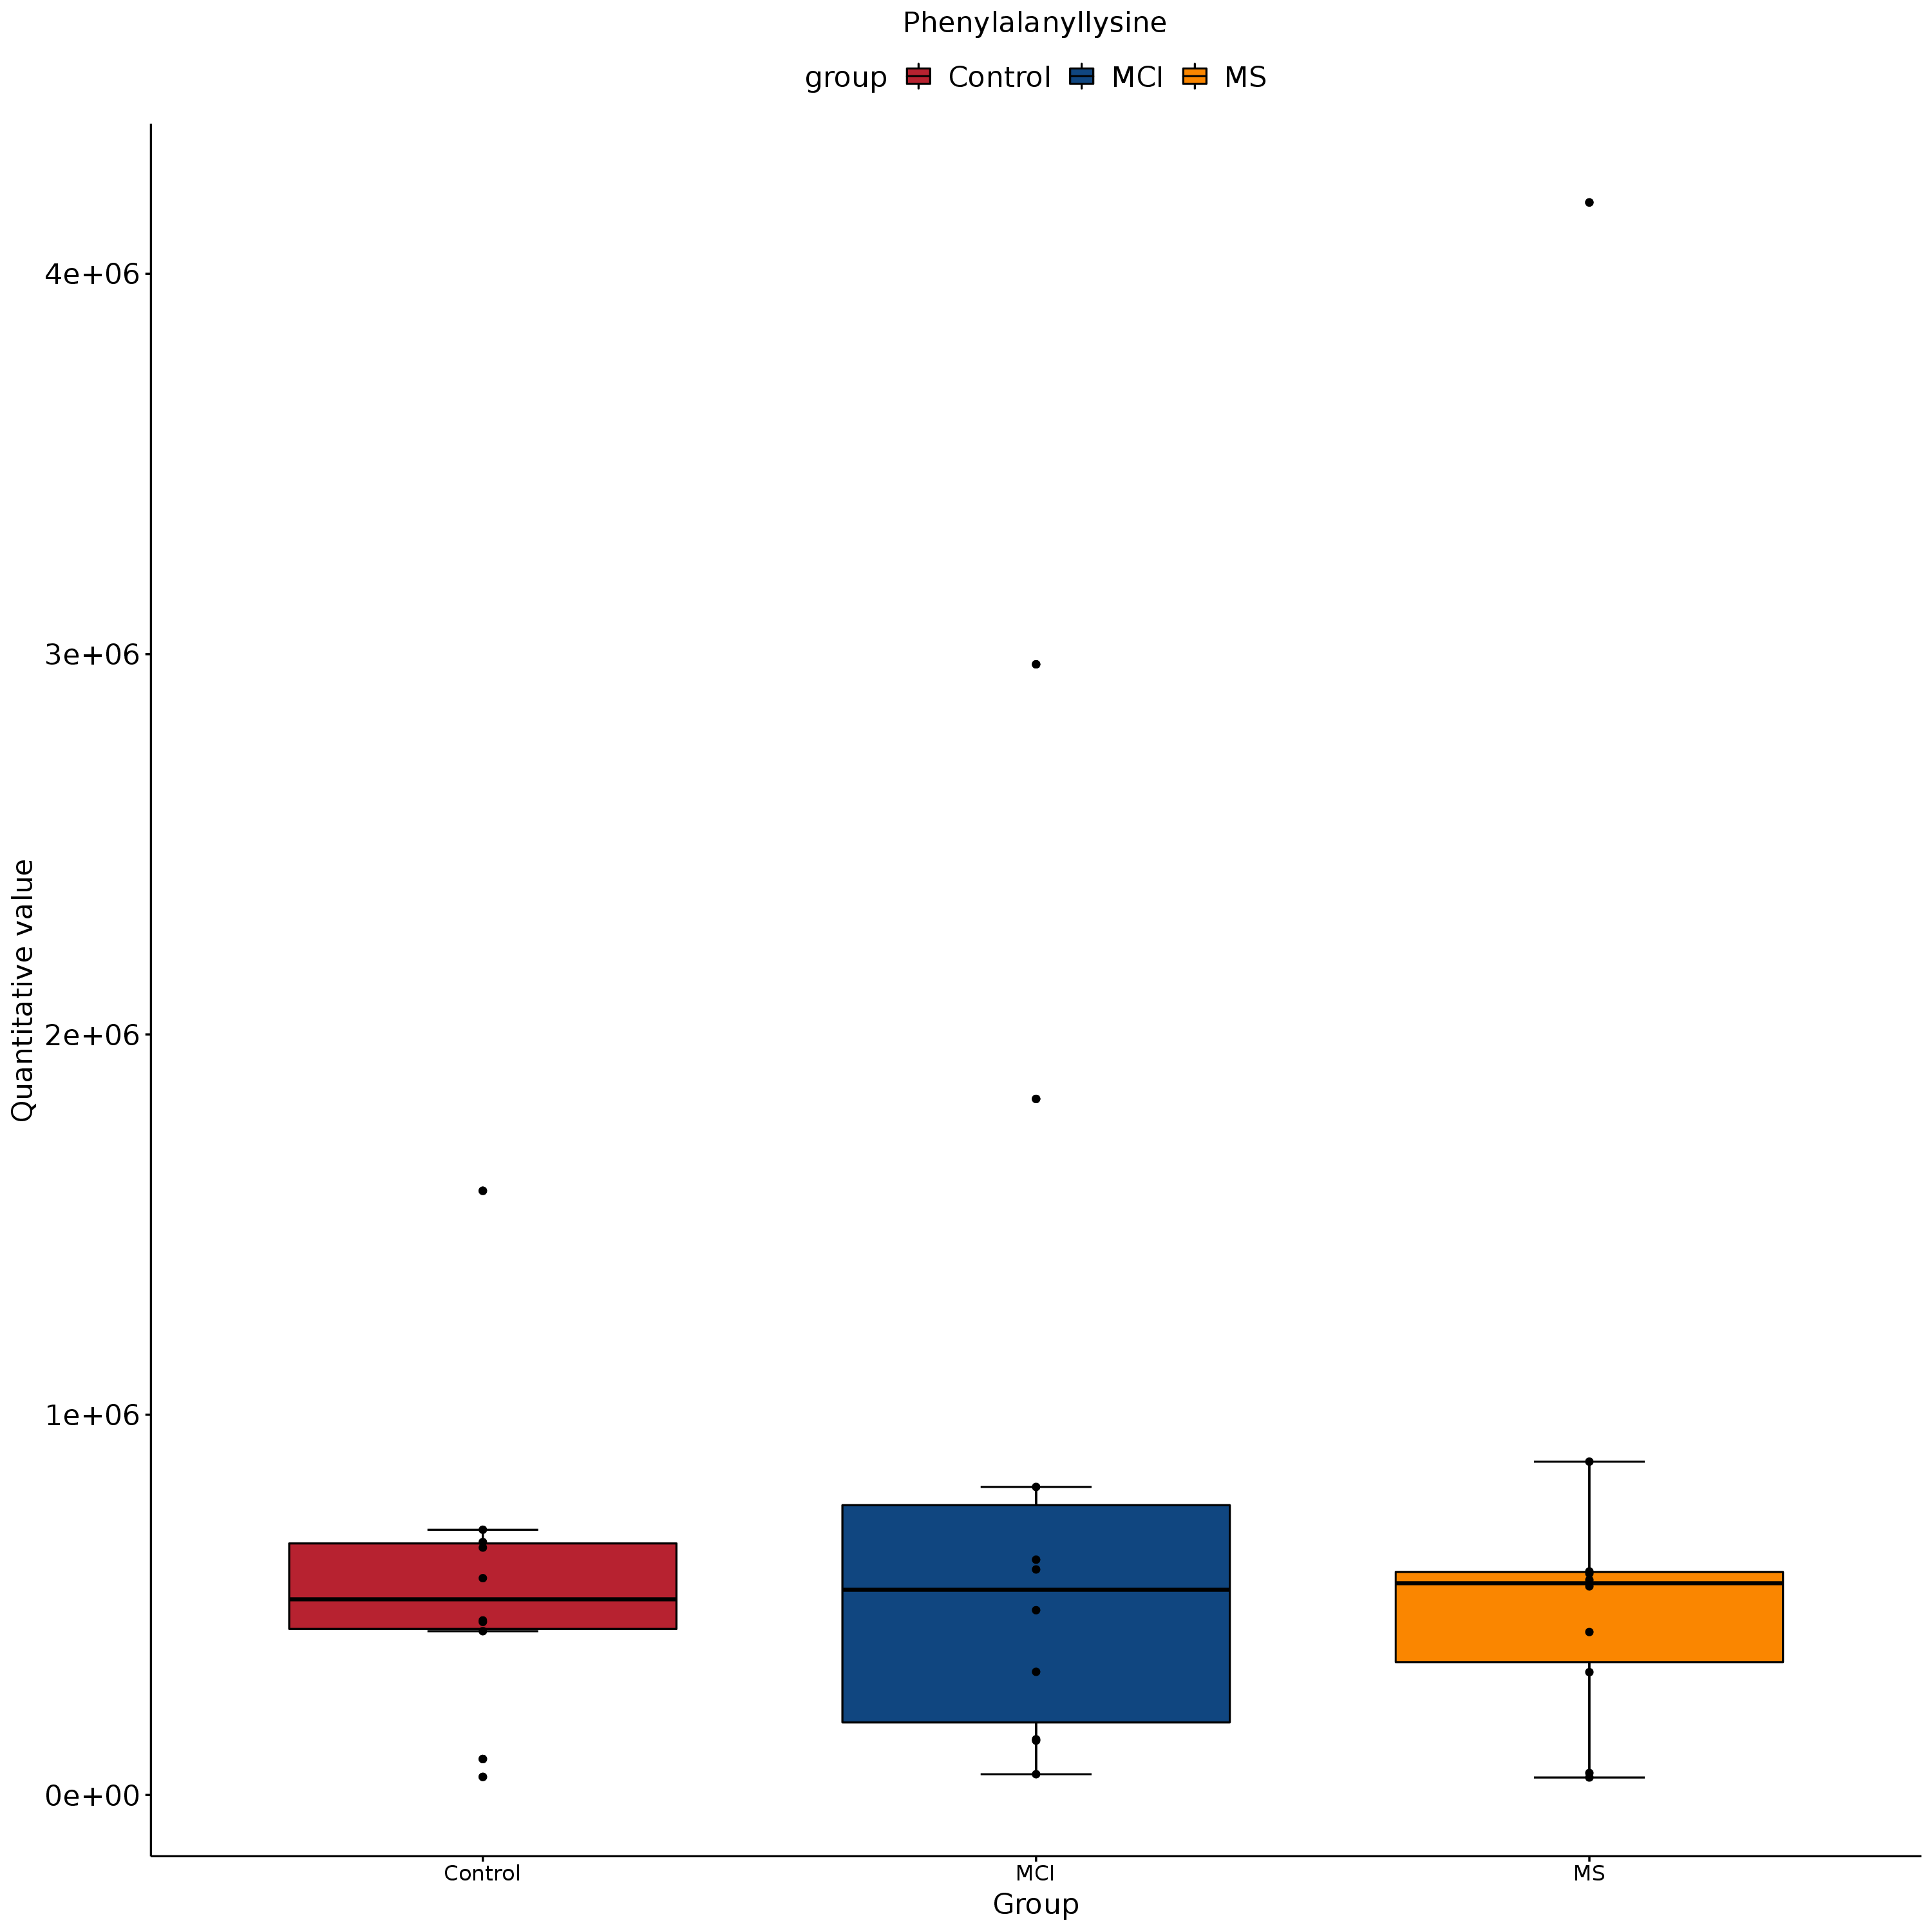 Phenylalanyllysine
group Control MCI MS
Quantitative value
4e+06
3e+06
2e+06
1e+06
0e+00
Control MCI MS
Group